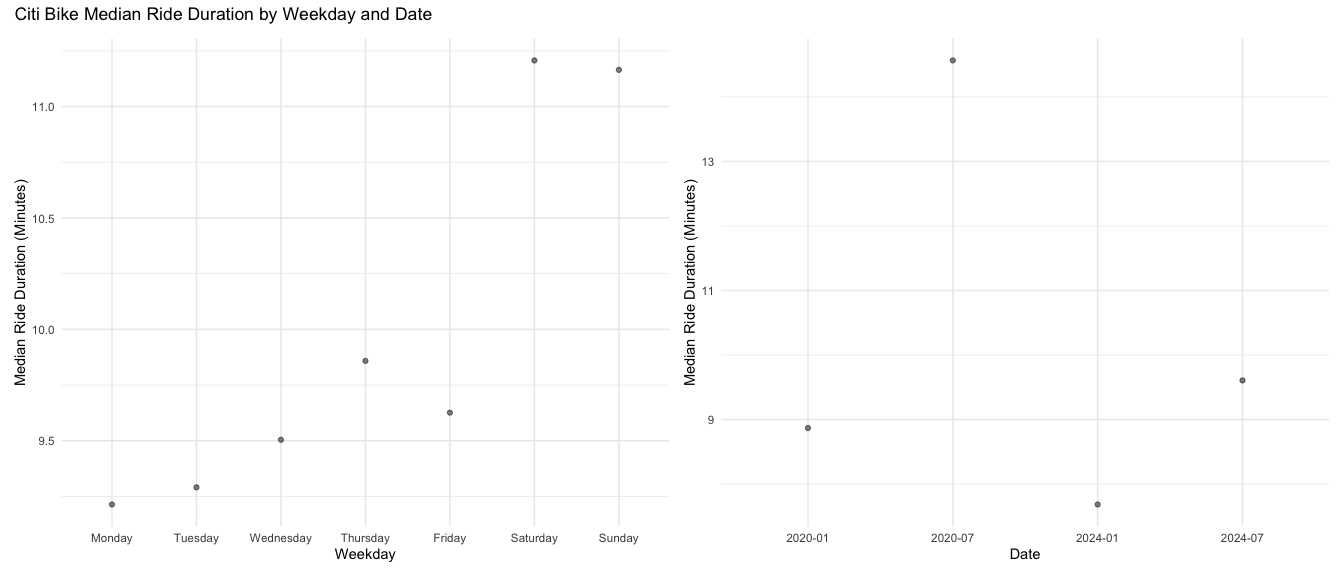 Citi Bike Median Ride Duration by Weekday and Date
Median Ride Duration (Minutes)
11.0
10.5
10.0
9.5
Monday Tuesday Wednesday Thursday Friday Saturday Sunday
Weekday
Median Ride Duration (Minutes)
13
11
9
2020-01 2020-07 2024-01 2024-07
Date